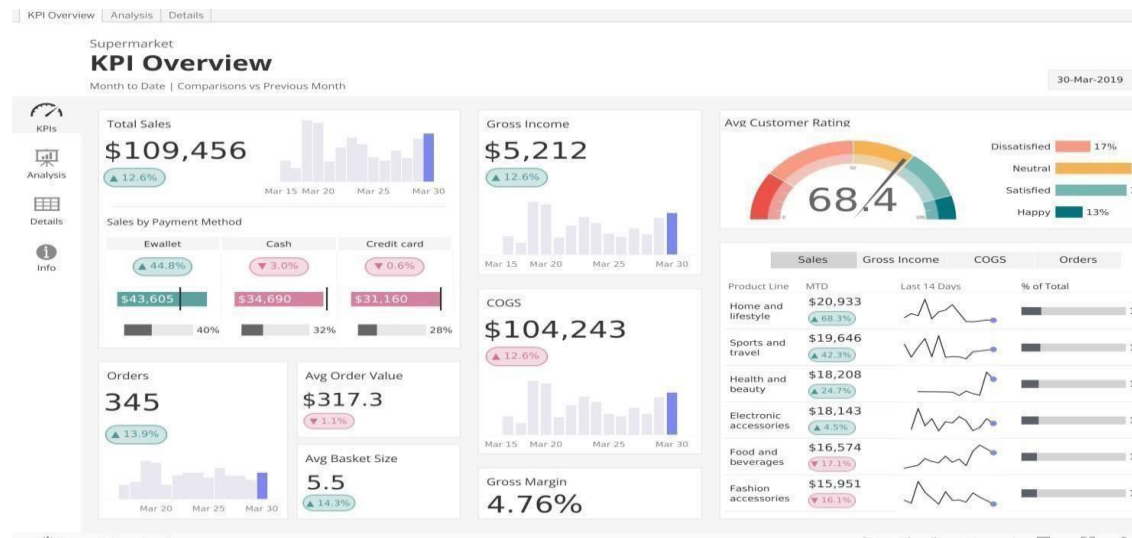 KPI Overview Analysis Details
Supermarket
KPI Overview
Month to Date | Comparisons vs Previous Month
30-Mar-2019
KPIs
Analysis
Details
Info
Total Sales
$109,456
▲ 12.6%
Mar 15 Mar 20 Mar 25 Mar 30
Sales by Payment Method
Ewallet Cash Credit card
▲ 44.8% ▼ 3.0% ▼ 0.6%
$43,605 $34,690 $31,160
40% 32% 28%
Orders
345
▲ 13.9%
Mar 20 Mar 25 Mar 30
Avg Order Value
$317.3
▼ 1.1%
Avg Basket Size
5.5
▲ 14.3%
Gross Income
$5,212
▲ 12.6%
Mar 15 Mar 20 Mar 25 Mar 30
COGS
$104,243
▲ 12.6%
Mar 15 Mar 20 Mar 25 Mar 30
Gross Margin
4.76%
Avg Customer Rating
68.4
Dissatisfied 17%
Neutral
Satisfied
Happy 13%
Sales Gross Income COGS Orders
Product Line MTD Last 14 Days % of Total
Home and
lifestyle
$20,933
▲ 68.3%
Sports and
travel
$19,646
▲ 42.3%
Health and
beauty
$18,208
▲ 24.7%
Electronic
accessories
$18,143
▲ 4.5%
Food and
beverages
$16,574
▼ 17.1%
Fashion
accessories
$15,951
▼ 16.1%